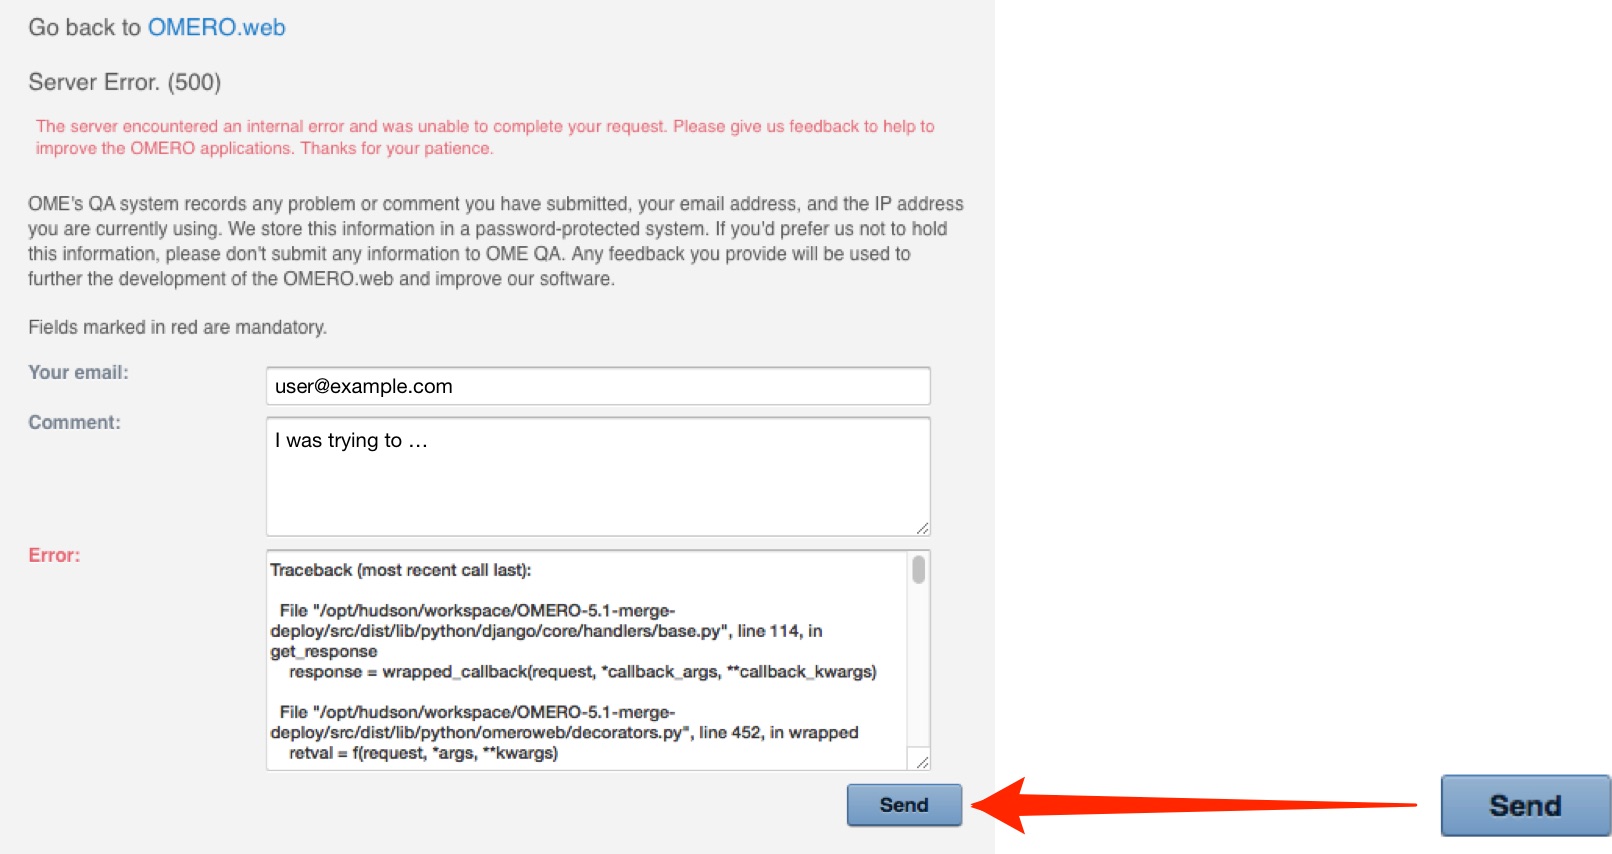 Go back to OMERO.web
Server Error. (500)
The server encountered an internal error and was unable to complete your request. Please give us feedback to help to
improve the OMERO applications. Thanks for your patience.
OME's QA system records any problem or comment you have submitted, your email address, and the IP address
you are currently using. We store this information in a password-protected system. If you'd prefer us not to hold
this information, please don't submit any information to OME QA. Any feedback you provide will be used to
further the development of the OMERO.web and improve our software.
Fields marked in red are mandatory.
Your email:
user@example.com
Comment:
I was trying to …
Error:
Traceback (most recent call last):
File "/opt/hudson/workspace/OMERO-5.1-merge-
deploy/src/dist/lib/python/django/core/handlers/base.py", line 114, in
get_response
response = wrapped_callback(request, *callback_args, **callback_kwargs)
File "/opt/hudson/workspace/OMERO-5.1-merge-
deploy/src/dist/lib/python/omeroweb/decorators.py", line 452, in wrapped
retval = f(request, *args, **kwargs)
Send
Send